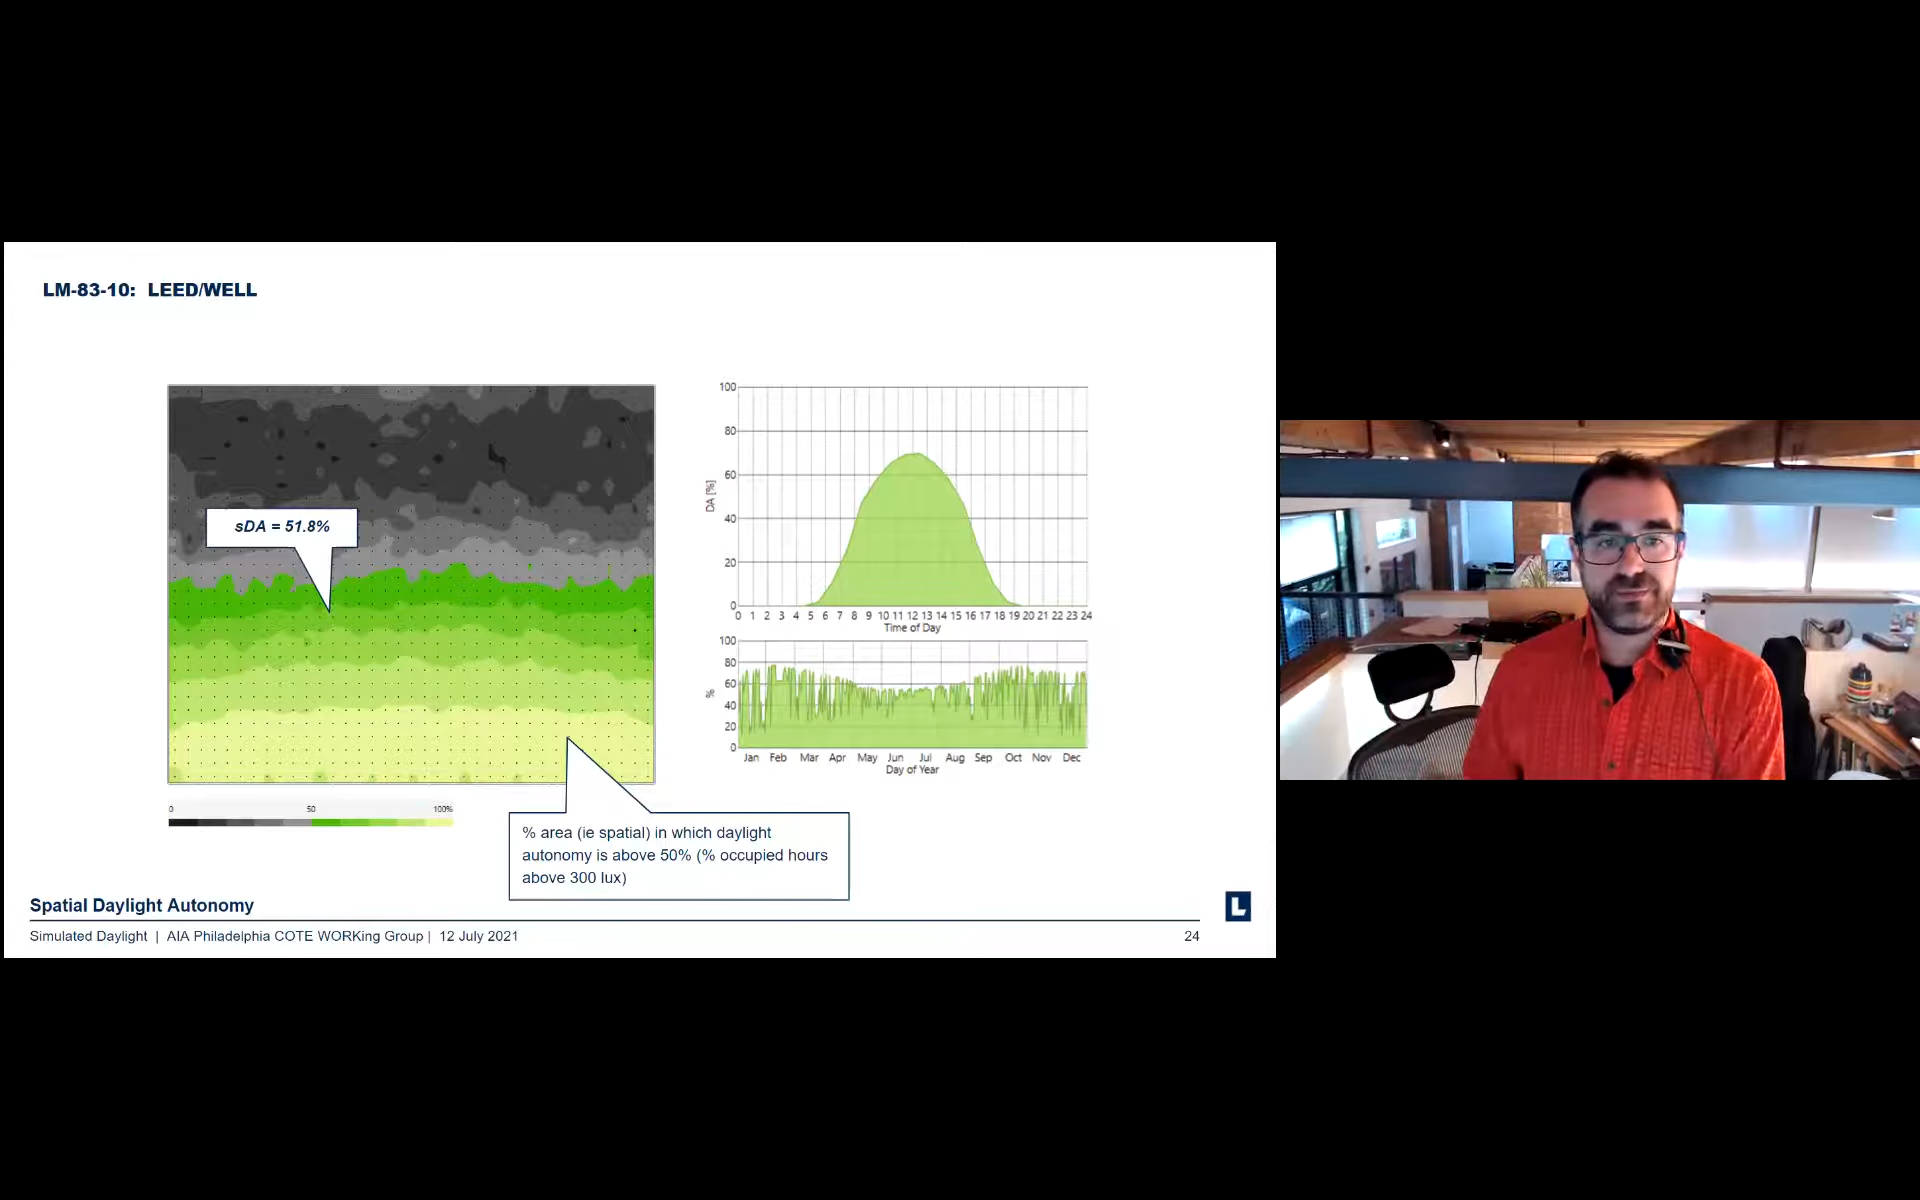 LM-83-10: LEED/WELL
sDA = 51.8%
0 50 100%
100
80
60
40
20
0
DA [%]
0 1 2 3 4 5 6 7 8 9 10 11 12 13 14 15 16 17 18 19 20 21 22 23 24
Time of Day
100
80
60
40
20
0
%
Jan Feb Mar Apr May Jun Jul Aug Sep Oct Nov Dec
Day of Year
% area (ie spatial) in which daylight
autonomy is above 50% (% occupied hours
above 300 lux)
Spatial Daylight Autonomy
L
Simulated Daylight | AIA Philadelphia COTE WORKing Group | 12 July 2021
24